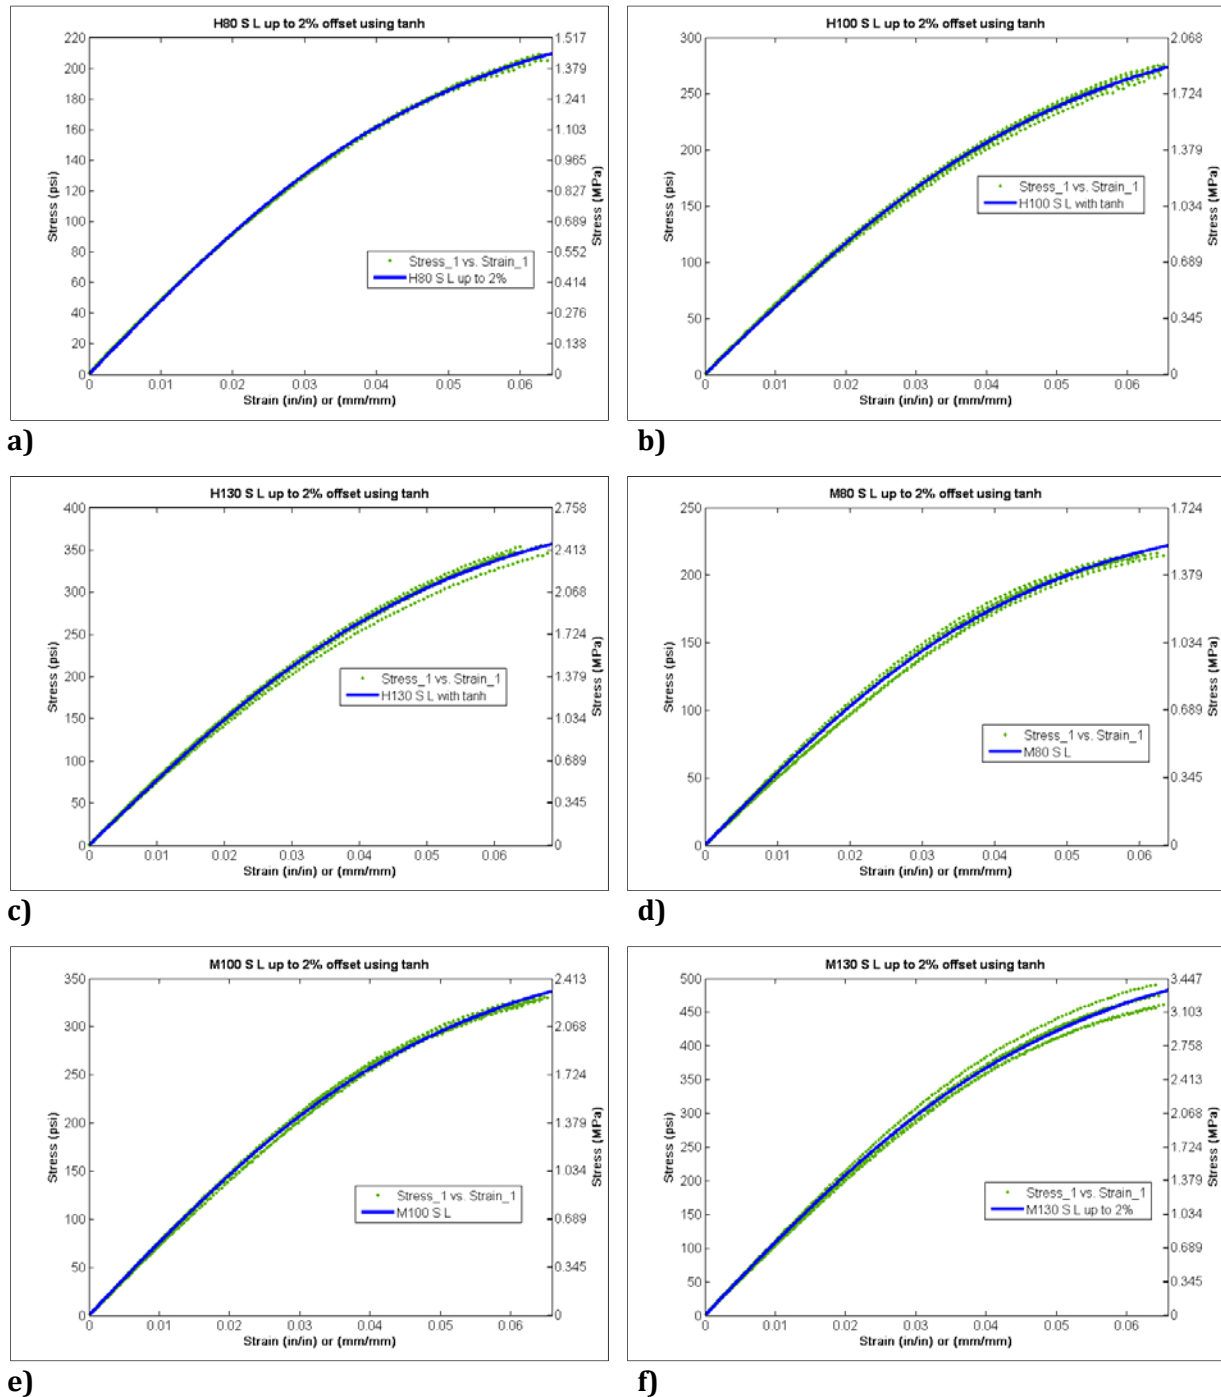 H80 S L up to 2% offset using tanh
220
200
180
160
140
120
100
80
60
40
20
0
Stress (psi)
1.517
1.379
1.241
1.103
0.965
0.827
0.689
0.552
0.414
0.276
0.138
0
Stress (MPa)
Stress_1 vs. Strain_1
H80 S L up to 2%
0 0.01 0.02 0.03 0.04 0.05 0.06
Strain (in/in) or (mm/mm)
a)
H100 S L up to 2% offset using tanh
300
250
200
150
100
50
0
Stress (psi)
2.068
1.724
1.379
1.034
0.689
0.345
0
Stress (MPa)
Stress_1 vs. Strain_1
H100 S L with tanh
0 0.01 0.02 0.03 0.04 0.05 0.06
Strain (in/in) or (mm/mm)
b)
H130 S L up to 2% offset using tanh
400
350
300
250
200
150
100
50
0
Stress (psi)
2.758
2.413
2.068
1.724
1.379
1.034
0.689
0.345
0
Stress (MPa)
Stress_1 vs. Strain_1
H130 S L with tanh
0 0.01 0.02 0.03 0.04 0.05 0.06
Strain (in/in) or (mm/mm)
c)
M80 S L up to 2% offset using tanh
250
200
150
100
50
0
Stress (psi)
1.724
1.379
1.034
0.689
0.345
0
Stress (MPa)
Stress_1 vs. Strain_1
M80 S L
0 0.01 0.02 0.03 0.04 0.05 0.06
Strain (in/in) or (mm/mm)
d)
M100 S L up to 2% offset using tanh
350
300
250
200
150
100
50
0
Stress (psi)
2.413
2.068
1.724
1.379
1.034
0.689
0.345
0
Stress (MPa)
Stress_1 vs. Strain_1
M100 S L
0 0.01 0.02 0.03 0.04 0.05 0.06
Strain (in/in) or (mm/mm)
e)
M130 S L up to 2% offset using tanh
500
450
400
350
300
250
200
150
100
50
0
Stress (psi)
3.447
3.103
2.758
2.413
2.068
1.724
1.379
1.034
0.689
0.345
0
Stress (MPa)
Stress_1 vs. Strain_1
M130 S L up to 2%
0 0.01 0.02 0.03 0.04 0.05 0.06
Strain (in/in) or (mm/mm)
f)